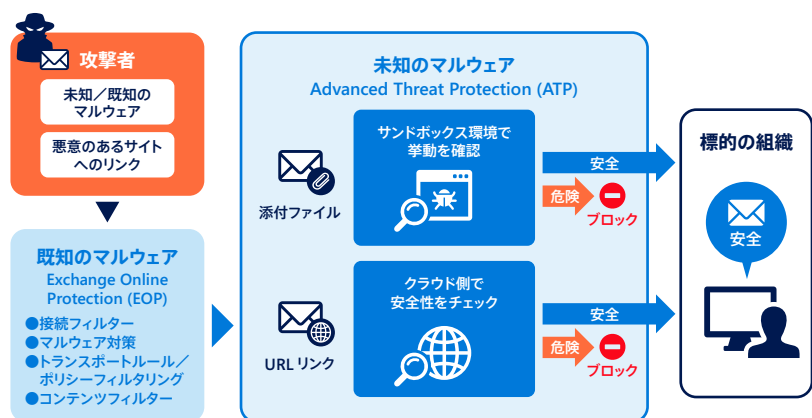 攻撃者
未知／既知の
マルウェア
悪意のあるサイト
へのリンク
既知のマルウェア
Exchange Online
Protection (EOP)
●接続フィルター
●マルウェア対策
●トランスポートルール／
ポリシーフィルタリング
●コンテンツフィルター
未知のマルウェア
Advanced Threat Protection (ATP)
添付ファイル
サンドボックス環境で
挙動を確認
安全
危険
ブロック
URL リンク
クラウド側で
安全性をチェック
安全
危険
ブロック
標的の組織
安全